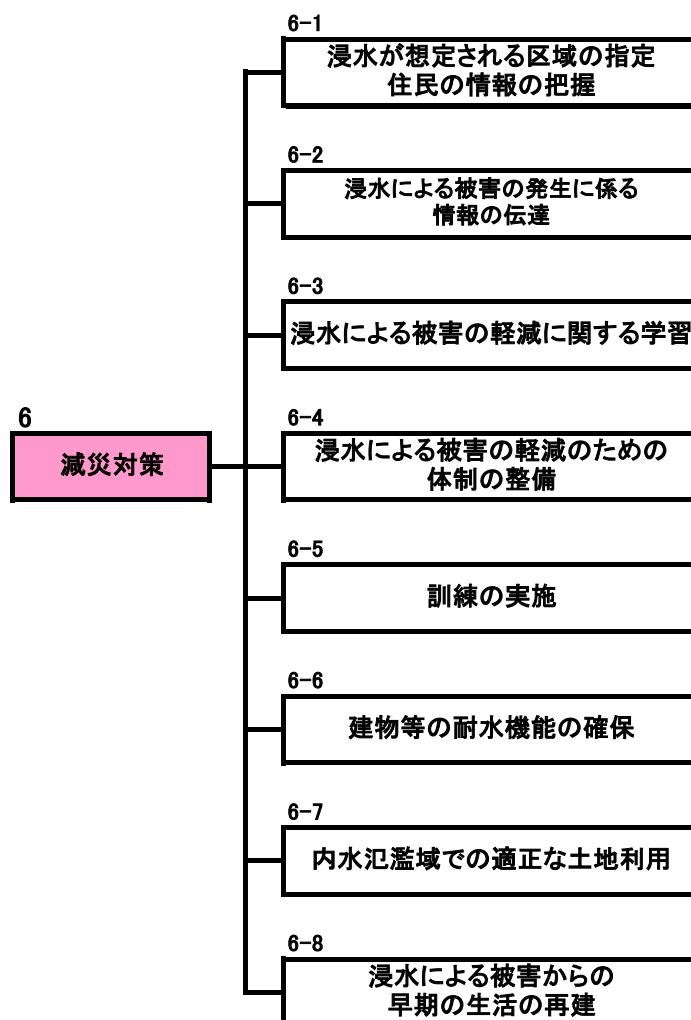 6-1
浸水が想定される区域の指定
住民の情報の把握
6-2
浸水による被害の発生に係る
情報の伝達
6-3
浸水による被害の軽減に関する学習
6
減災対策
6-4
浸水による被害の軽減のための
体制の整備
6-5
訓練の実施
6-6
建物等の耐水機能の確保
6-7
内水氾濫域での適正な土地利用
6-8
浸水による被害からの
早期の生活の再建